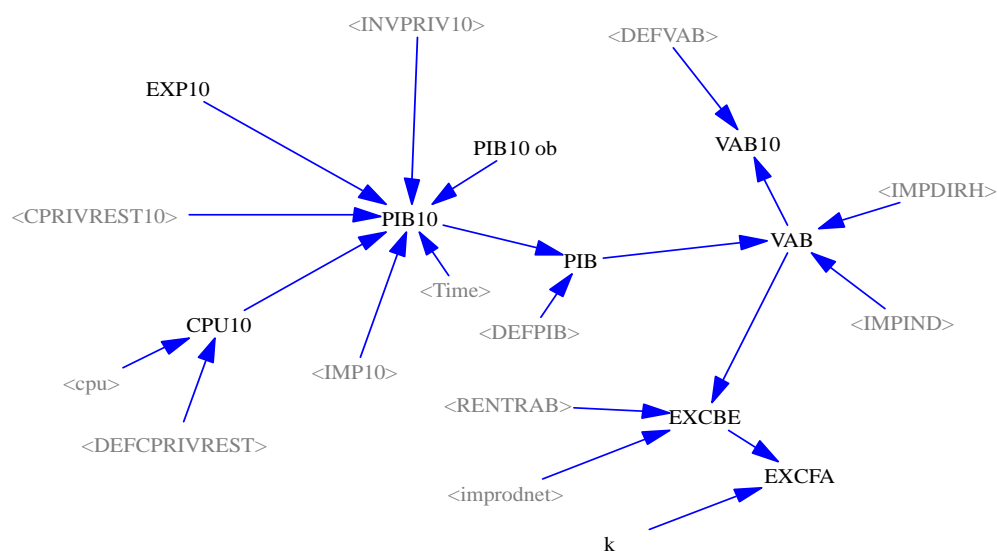 <INVPRIV10>
<DEFVAB>
EXP10
VAB10
PIB10 ob
<IMPDIRH>
<CPRIVREST10>
PIB10
VAB
PIB
<Time>
CPU10
<DEFPIB>
<IMPIND>
<IMP10>
<cpu>
<RENTRAB>
EXCBE
<DEFCPRIVREST>
EXCFA
<improdnet>
k